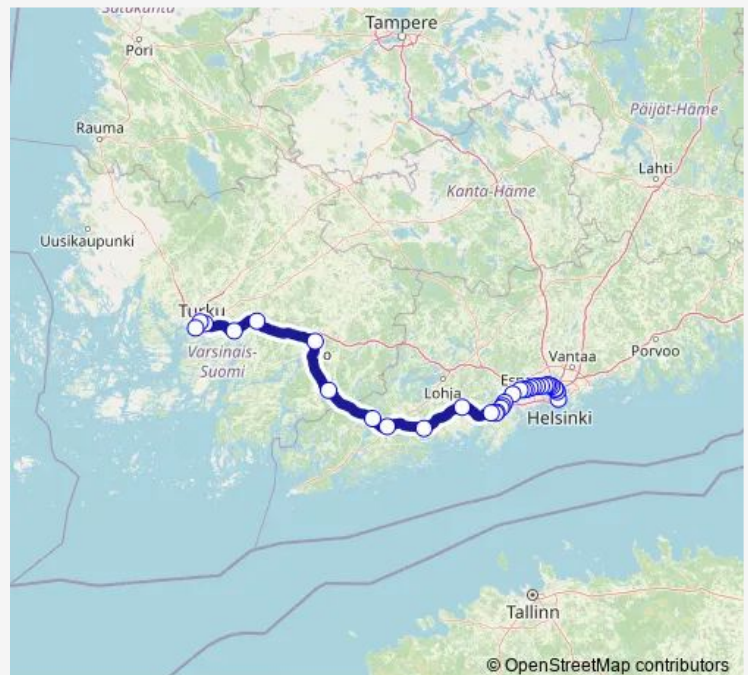 Satakunta
Tampere
Pori
Päijät-Häme
Rauma
Lahti
Kanta-Häme
Uusikaupunki
Turku
Varsinais-
Suomi
Vantaa
Porvoo
Lohja
Helsinki
Tallinn
© OpenStreetMap contributors